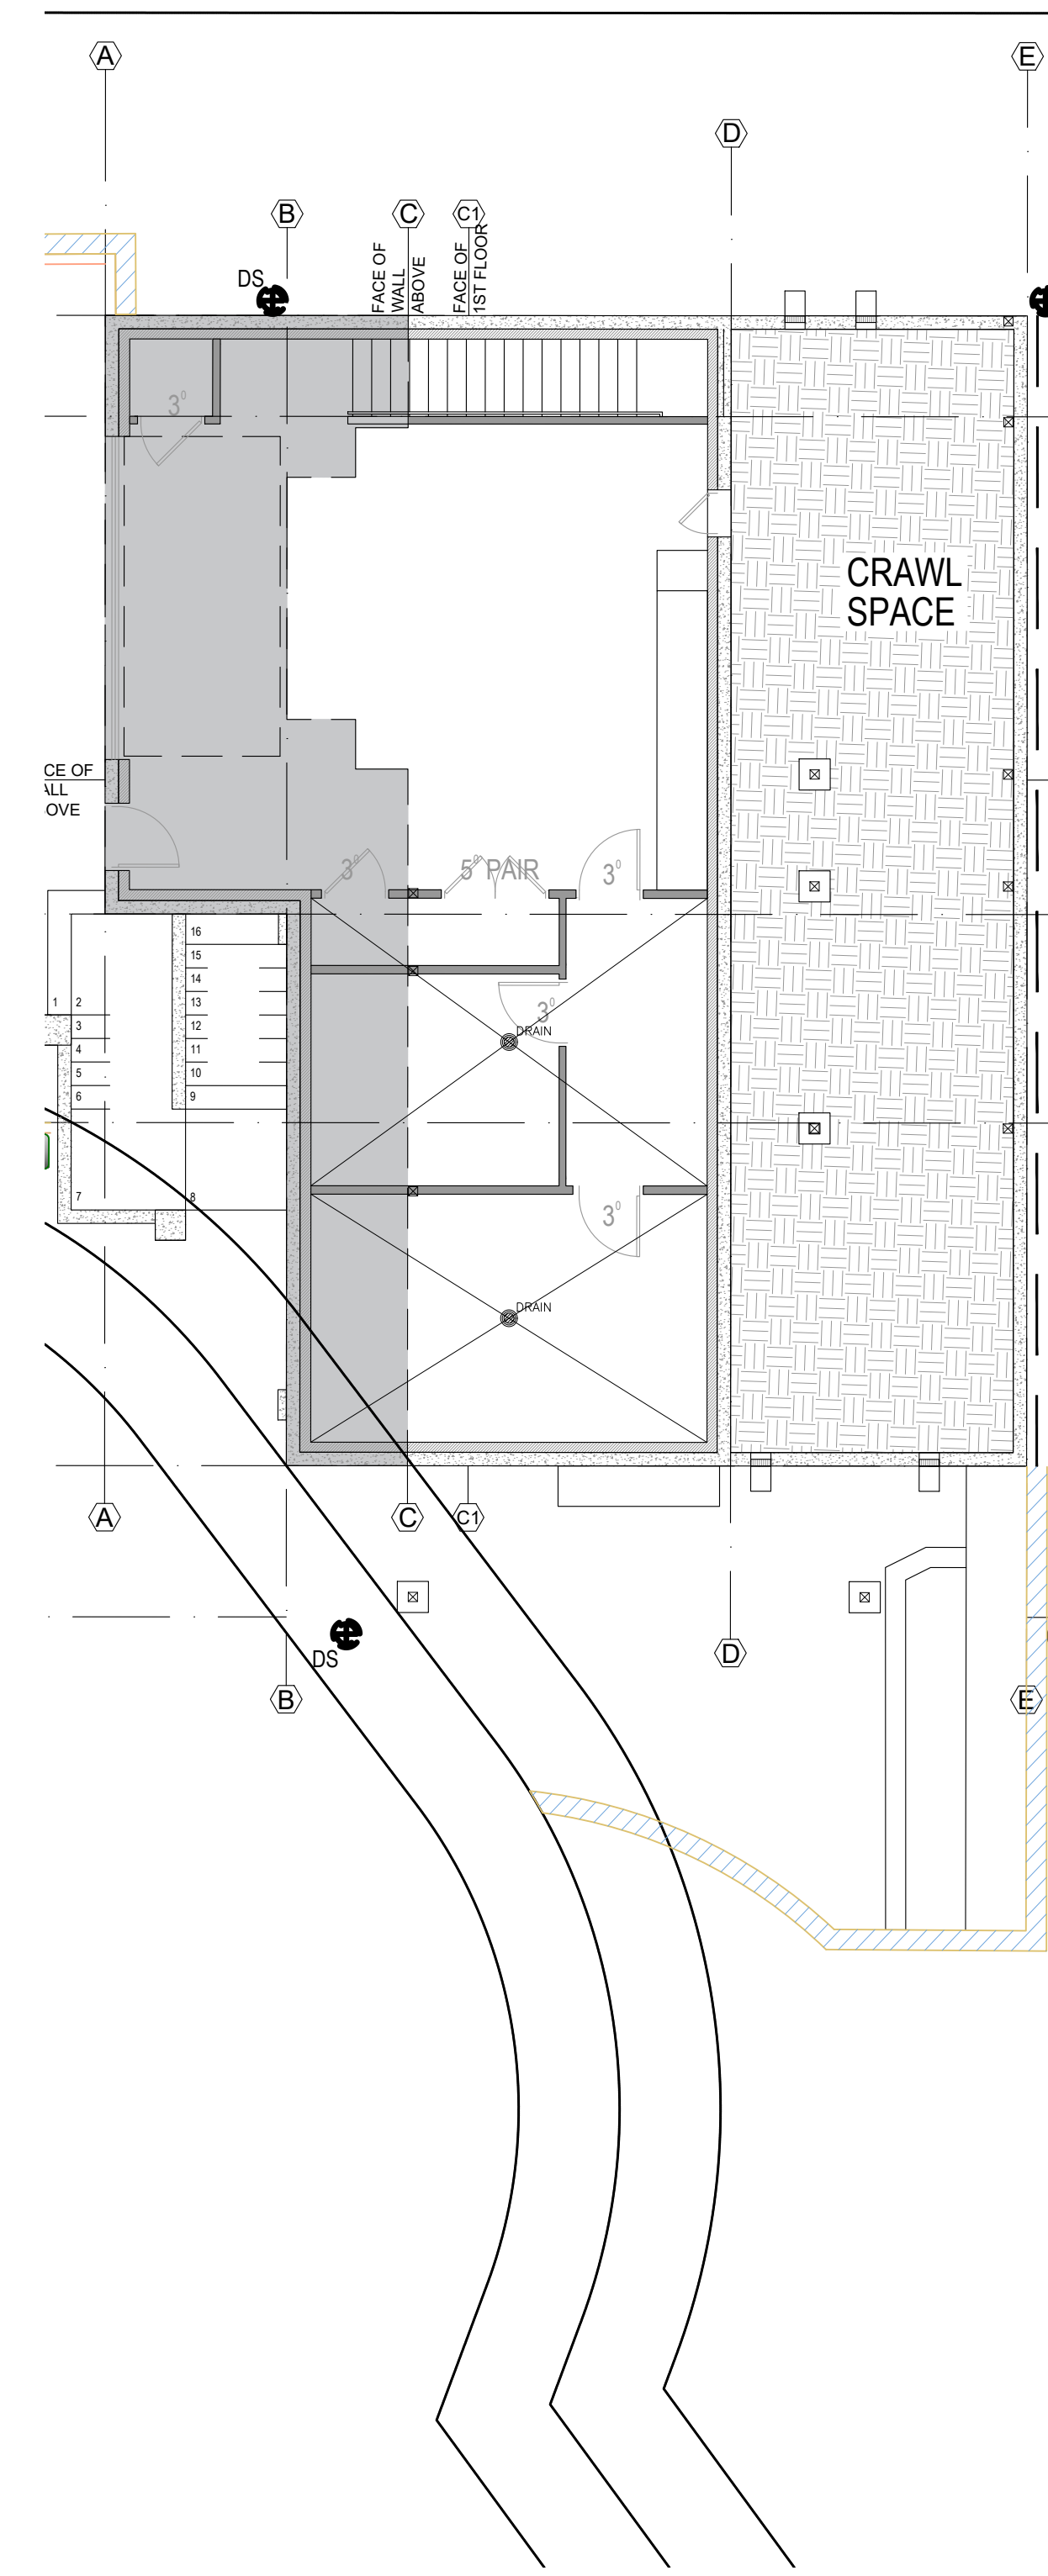 A
E
D
B
C
C1
DS
FACE OF
WALL
ABOVE
FACE OF
1ST FLOOR
3⁰
CRAWL
SPACE
CE OF
ALL
OVE
3⁰
5⁰ PAIR
3⁰
16
15
14
1
2
13
3
12
4
11
5
10
6
9
7
8
3⁰
DRAIN
3⁰
DRAIN
A
C
C1
DS
D
B
E